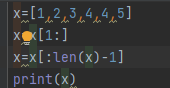 x=[1,2,3,4,4,5]
x x[1:]
x=x[:len(x)-1]
print(x)